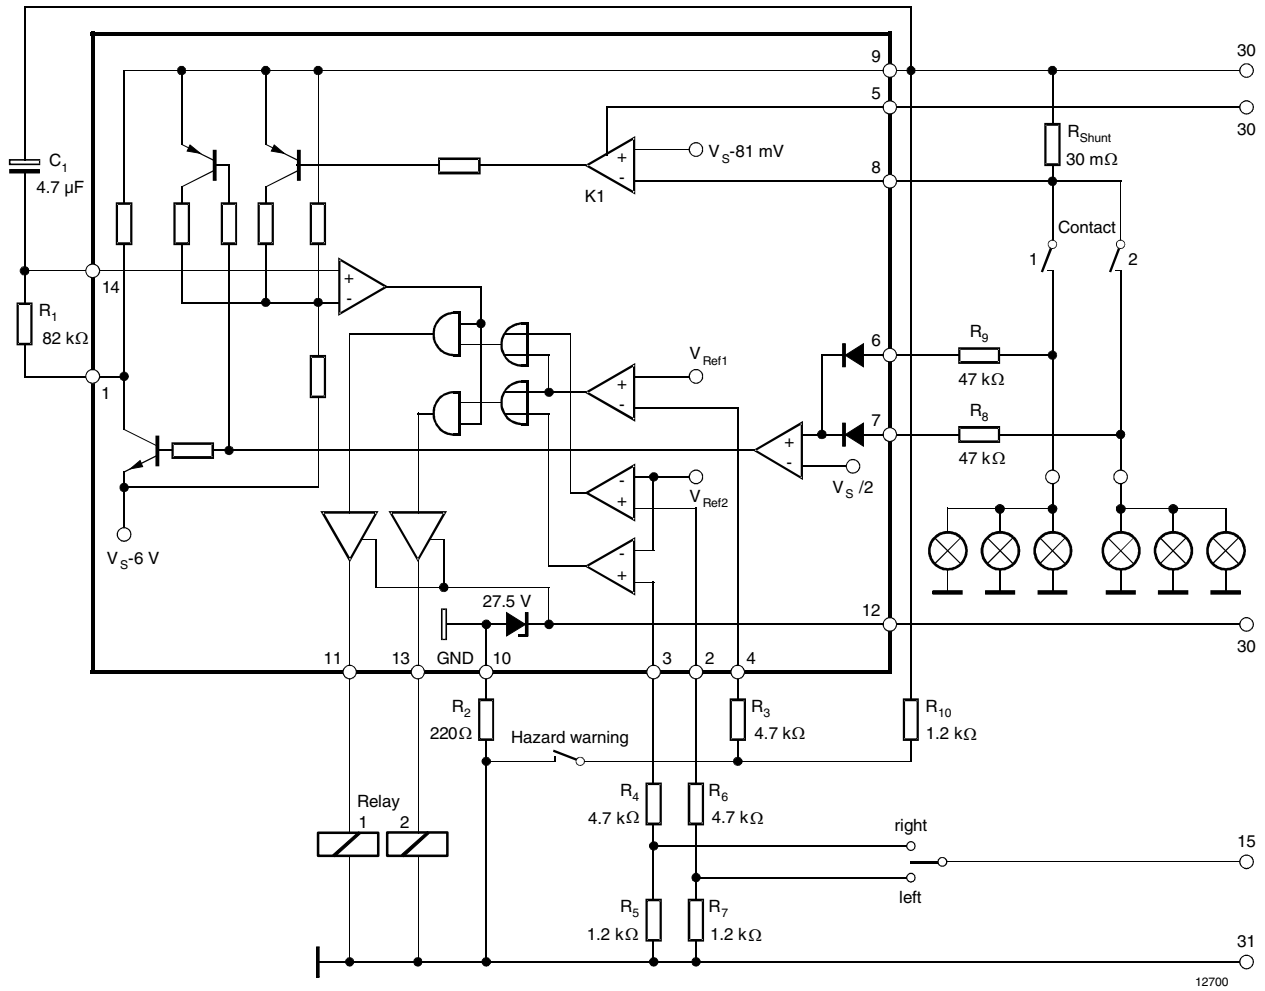 30
9
5
30
C1
4.7 µF
RShunt
30 mΩ
VS-81 mV
+
-
K1
8
Contact
1
2
14
+
-
R1
82 kΩ
1
6
R9
47 kΩ
VRef1
+
-
7
R8
47 kΩ
+
-
VS /2
-
+
VRef2
VS-6 V
-
+
27.5 V
12
30
11
13
GND
10
3
2
4
R2
220Ω
Hazard warning
R3
4.7 kΩ
R10
1.2 kΩ
R4
4.7 kΩ
R6
4.7 kΩ
Relay
1
2
right
15
left
R5
1.2 kΩ
R7
1.2 kΩ
31
12700